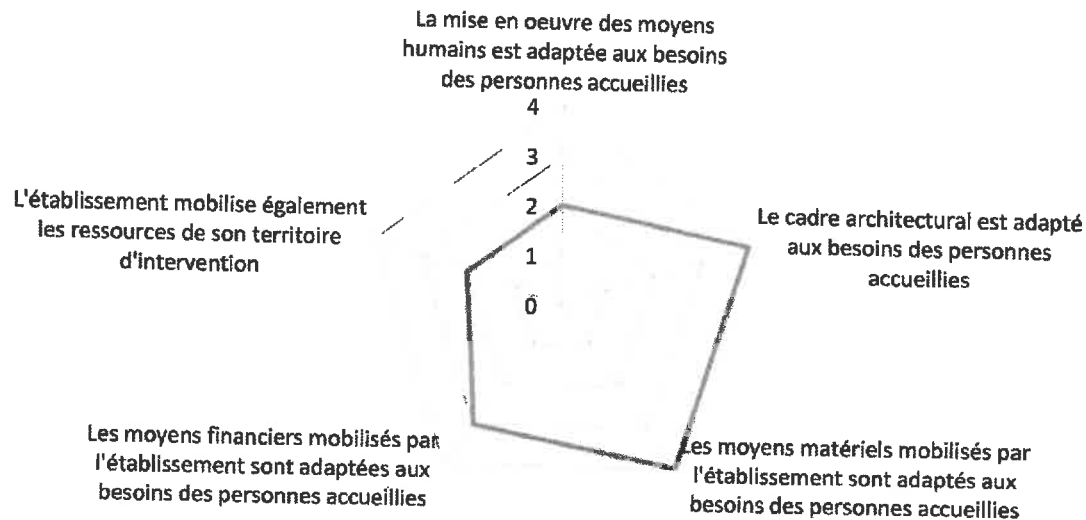 La mise en oeuvre des moyens
humains est adaptée aux besoins
des personnes accueillies
4
3
2
1
0
Le cadre architectural est adapté
aux besoins des personnes
accueillies
Les moyens matériels mobilisés par
l'établissement sont adaptés aux
besoins des personnes accueillies
Les moyens financiers mobilisés par
l'établissement sont adaptées aux
besoins des personnes accueillies
L'établissement mobilise également
les ressources de son territoire
d'intervention